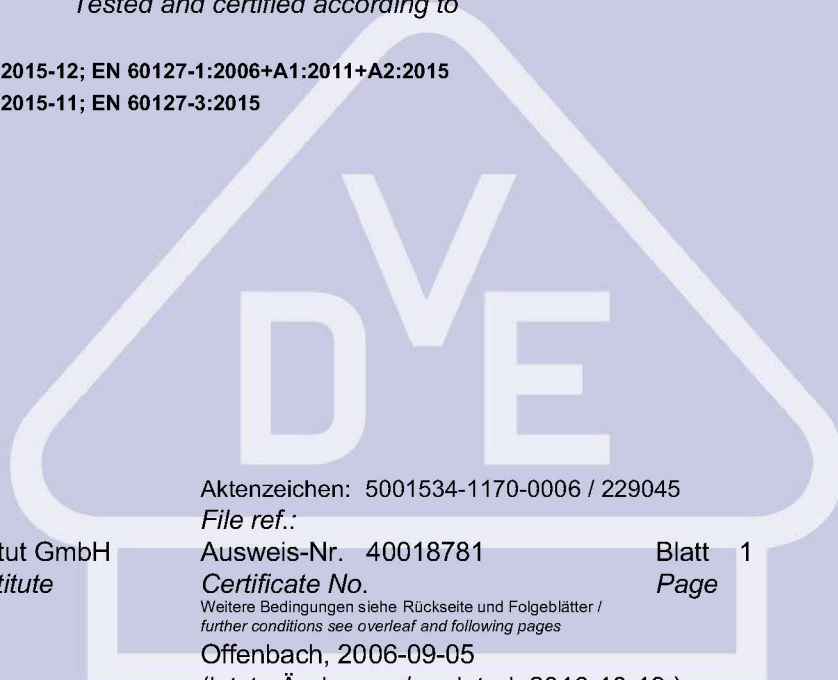 Tested and certified according to
2015-12; EN 60127-1:2006+A1:2011+A2:2015
2015-11; EN 60127-3:2015
VDE
Aktenzeichen: 5001534-1170-0006 / 229045
File ref.:
tut GmbH Ausweis-Nr. 40018781 Blatt 1
titute Certificate No. Page
Weitere Bedingungen siehe Rückseite und Folgeblätter /
further conditions see overleaf and following pages
Offenbach, 2006-09-05